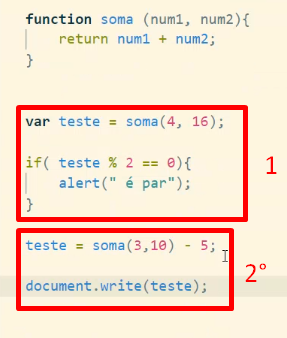 function soma (num1, num2){
return num1 + num2;
}
var teste = soma(4, 16);
if( teste % 2 == 0){
alert(" é par");
}
1
teste = soma(3,10) - 5;
document.write(teste);
2°